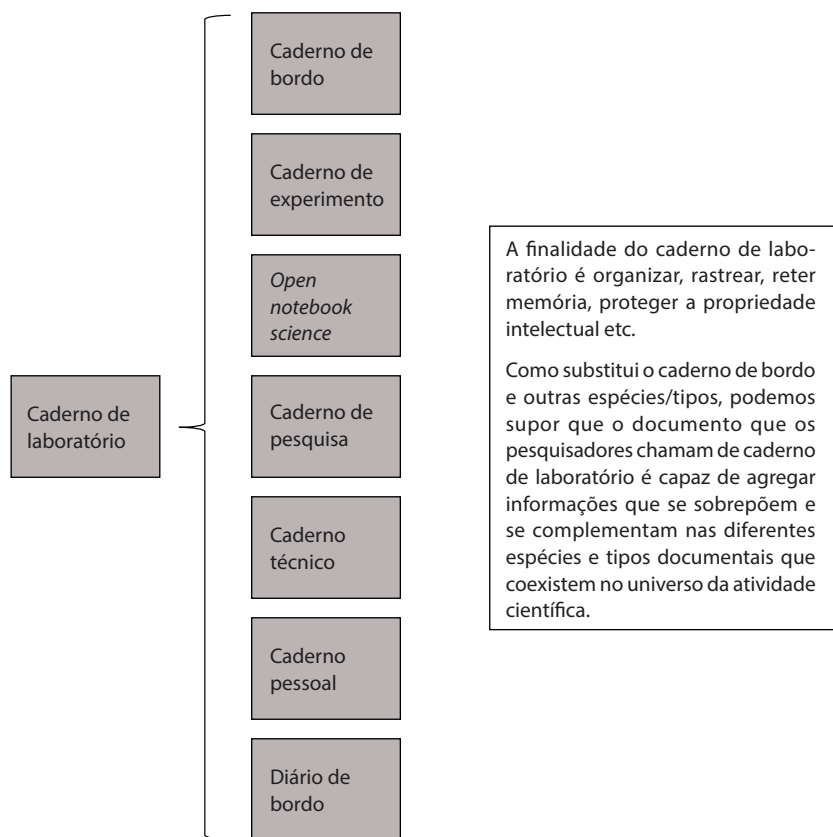 Caderno de
laboratório
Caderno de
bordo
Caderno de
experimento
Open
notebook
science
Caderno de
pesquisa
Caderno
técnico
Caderno
pessoal
Diário de
bordo
A finalidade do caderno de labo-
ratório é organizar, rastrear, reter
memória, proteger a propriedade
intelectual etc.
Como substitui o caderno de bordo
e outras espécies/tipos, podemos
supor que o documento que os
pesquisadores chamam de caderno
de laboratório é capaz de agregar
informações que se sobrepõem e
se complementam nas diferentes
espécies e tipos documentais que
coexistem no universo da atividade
científica.